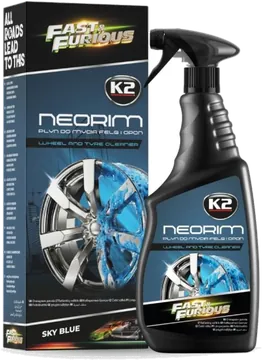 ALL
ROADS
LEAD
TO THIS
FAST & FURIOUS
K2
NEORIM
PŁYN DO MYCIA FELG I OPON
WHEEL AND TYRE CLEANER
SKY BLUE
K2
NEORIM
PŁYN DO MYCIA FELG I OPON
WHEEL AND TYRE CLEANER
FAST & FURIOUS